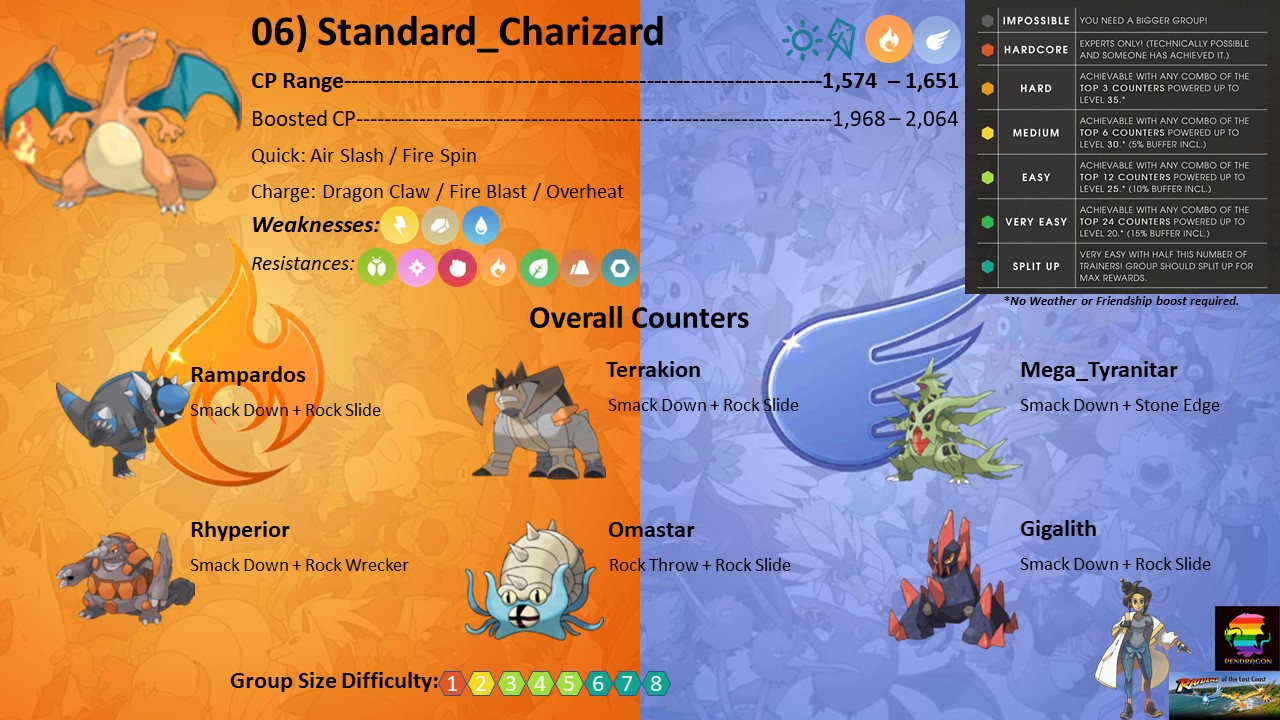 06) Standard_Charizard
CP Range--------------------------------------------------------------------1,574 – 1,651
Boosted CP--------------------------------------------------------------------1,968 – 2,064
Quick: Air Slash / Fire Spin
Charge: Dragon Claw / Fire Blast / Overheat
Weaknesses:
Resistances:
IMPOSSIBLE YOU NEED A BIGGER GROUP!
HARDCORE EXPERTS ONLY! (TECHNICALLY POSSIBLE
AND SOMEONE HAS ACHIEVED IT.)
HARD ACHIEVABLE WITH ANY COMBO OF THE
TOP 3 COUNTERS POWERED UP TO
LEVEL 35.*
MEDIUM ACHIEVABLE WITH ANY COMBO OF THE
TOP 6 COUNTERS POWERED UP TO
LEVEL 30.* (5% BUFFER INCL.)
EASY ACHIEVABLE WITH ANY COMBO OF THE
TOP 12 COUNTERS POWERED UP TO
LEVEL 25.* (10% BUFFER INCL.)
VERY EASY ACHIEVABLE WITH ANY COMBO OF THE
TOP 24 COUNTERS POWERED UP TO
LEVEL 20.* (15% BUFFER INCL.)
SPLIT UP VERY EASY WITH HALF THIS NUMBER OF
TRAINERS! GROUP SHOULD SPLIT UP FOR
MAX REWARDS.
*No Weather or Friendship boost required.
Overall Counters
Rampardos
Smack Down + Rock Slide
Terrakion
Smack Down + Rock Slide
Mega_Tyranitar
Smack Down + Stone Edge
Rhyperior
Smack Down + Rock Wrecker
Omastar
Rock Throw + Rock Slide
Gigalith
Smack Down + Rock Slide
Group Size Difficulty: 1 2 3 4 5 6 7 8
PENDRAGON
RAIDERS of the Lost Coast